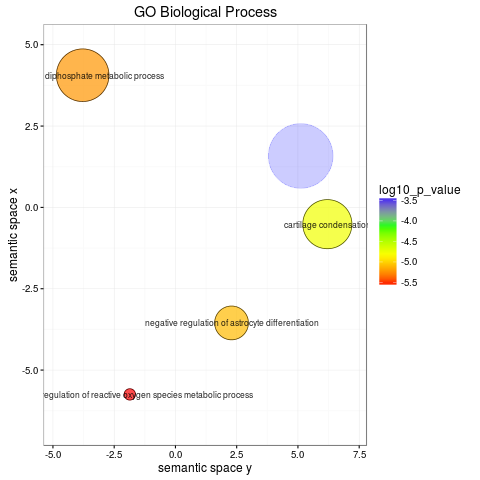 GO Biological Process
5.0
2.5
0.0
-2.5
-5.0
semantic space x
-5.0
-2.5
0.0
2.5
5.0
7.5
semantic space y
diphosphate metabolic process
cartilage condensation
negative regulation of astrocyte differentiation
egulation of reactive oxygen species metabolic process
log10_p_value
-3.5
-4.0
-4.5
-5.0
-5.5